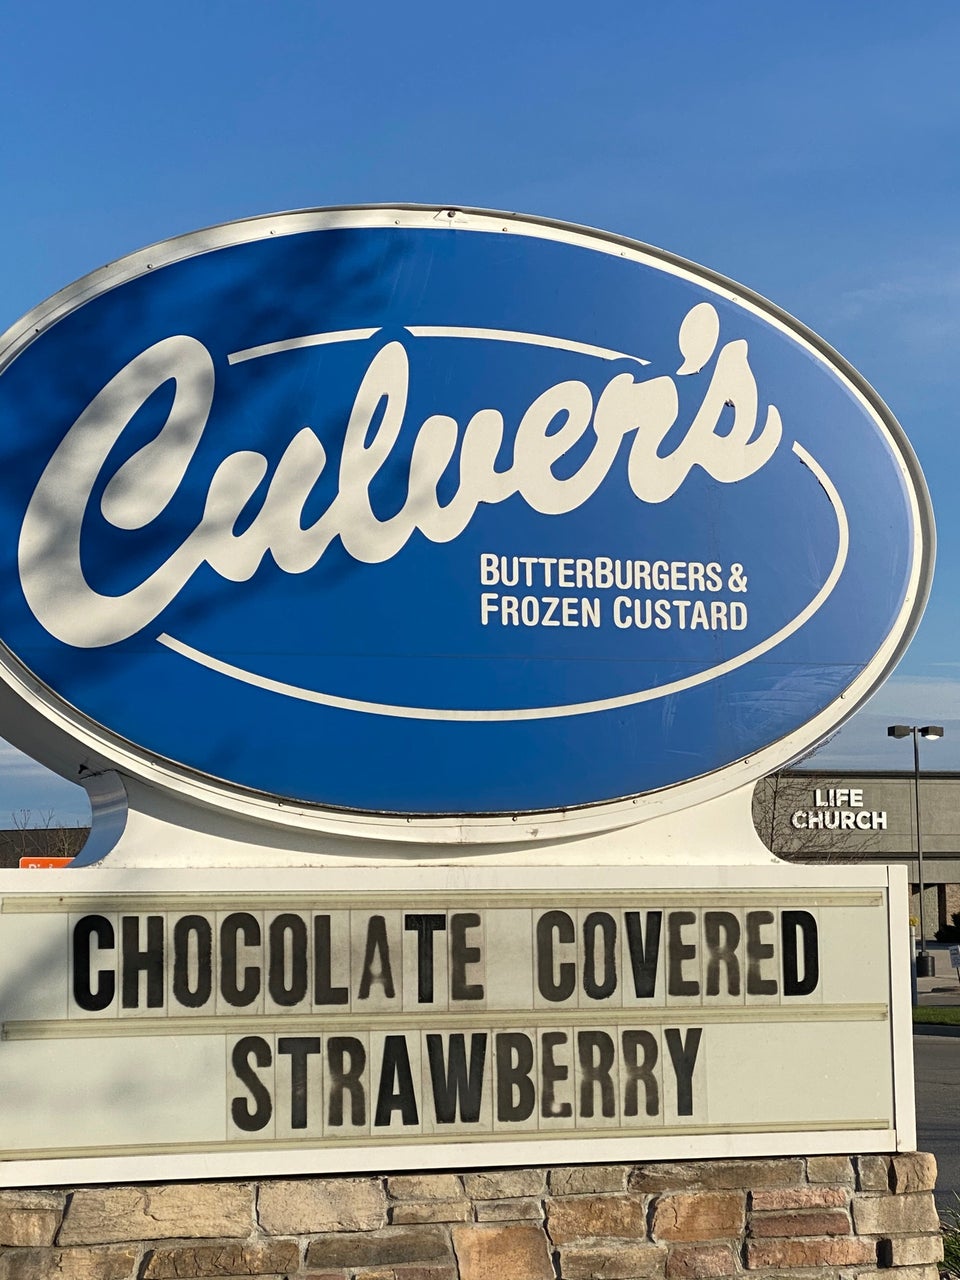 Culver's
BUTTERBURGERS &
FROZEN CUSTARD
LIFE
CHURCH
CHOCOLATE COVERED
STRAWBERRY